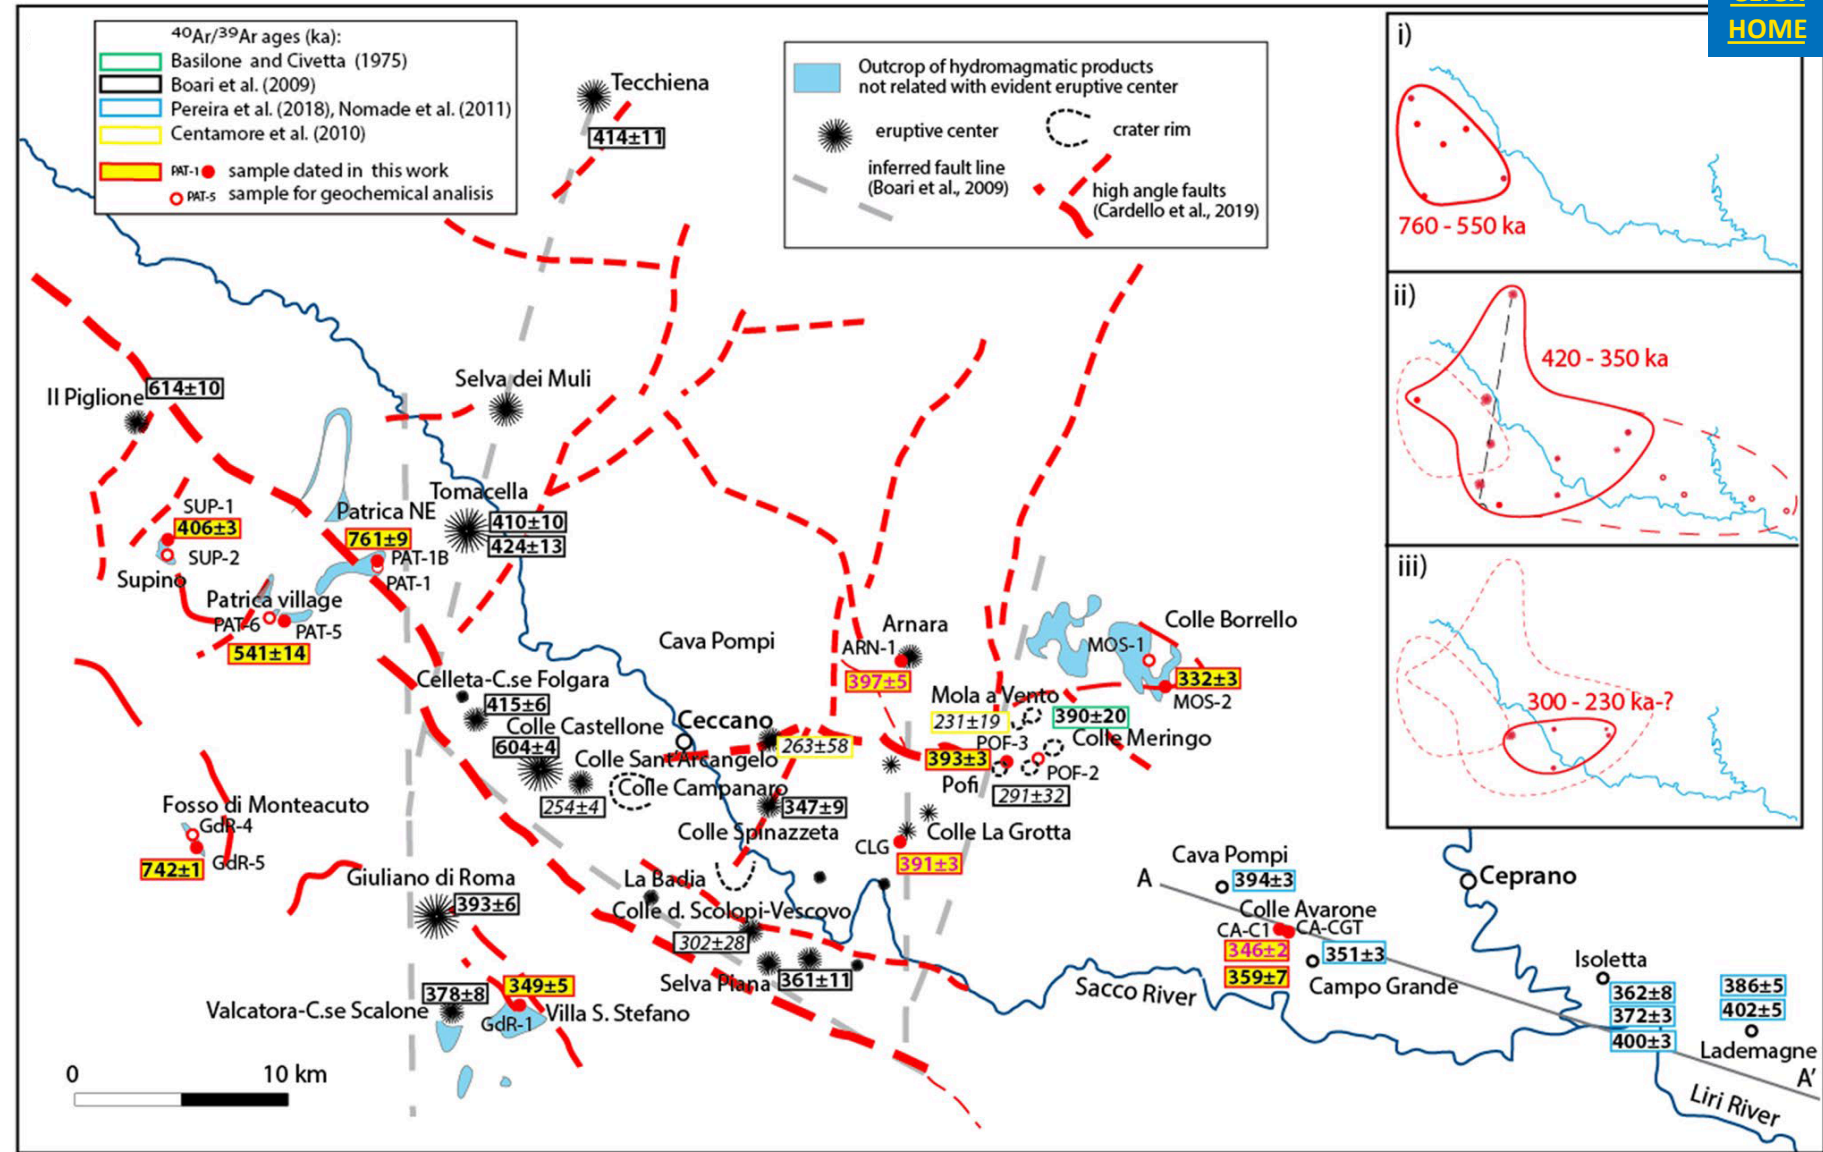 CLICK
HOME
⁴⁰Ar/³⁹Ar ages (ka):
Basilone and Civetta (1975)
Boari et al. (2009)
Pereira et al. (2018), Nomade et al. (2011)
Centamore et al. (2010)
PAT-1 sample dated in this work
PAT-5 sample for geochemical analisis
Outcrop of hydromagmatic products
not related with evident eruptive center
eruptive center
crater rim
inferred fault line
(Boari et al., 2009)
high angle faults
(Cardello et al., 2019)
i)
760 - 550 ka
ii)
420 - 350 ka
iii)
300 - 230 ka-?
Tecchiena
414±11
Il Piglione
614±10
Selva dei Muli
Tomacella
410±10
424±13
SUP-1
406±3
SUP-2
Supino
Patrica NE
761±9
PAT-1B
PAT-1
Patrica village
PAT-6
PAT-5
541±14
Cava Pompi
Arnara
ARN-1
397±5
Colle Borrello
MOS-1
332±3
MOS-2
Celleta-C.se Folgara
415±6
Colle Castellone
604±4
Ceccano
263±58
Colle Sant'Arcangelo
254±4
Colle Campanaro
347±9
Colle Spinazzeta
Mola a Vento
231±19
390±20
POF-3
Colle Meringo
393±3
Pofi
POF-2
291±32
Colle La Grotta
CLG
391±3
Fosso di Monteacuto
GdR-4
GdR-5
742±1
Giuliano di Roma
393±6
La Badia
Colle d. Scolopi-Vescovo
302±28
Selva Piana
361±11
Valcatora-C.se Scalone
378±8
349±5
GdR-1
Villa S. Stefano
Sacco River
A
Cava Pompi
394±3
Colle Avarone
CA-C1
CA-CGT
346±2
359±7
351±3
Campo Grande
Ceprano
Isoletta
362±8
372±3
400±3
386±5
402±5
Lademagne
A'
Liri River
0
10 km